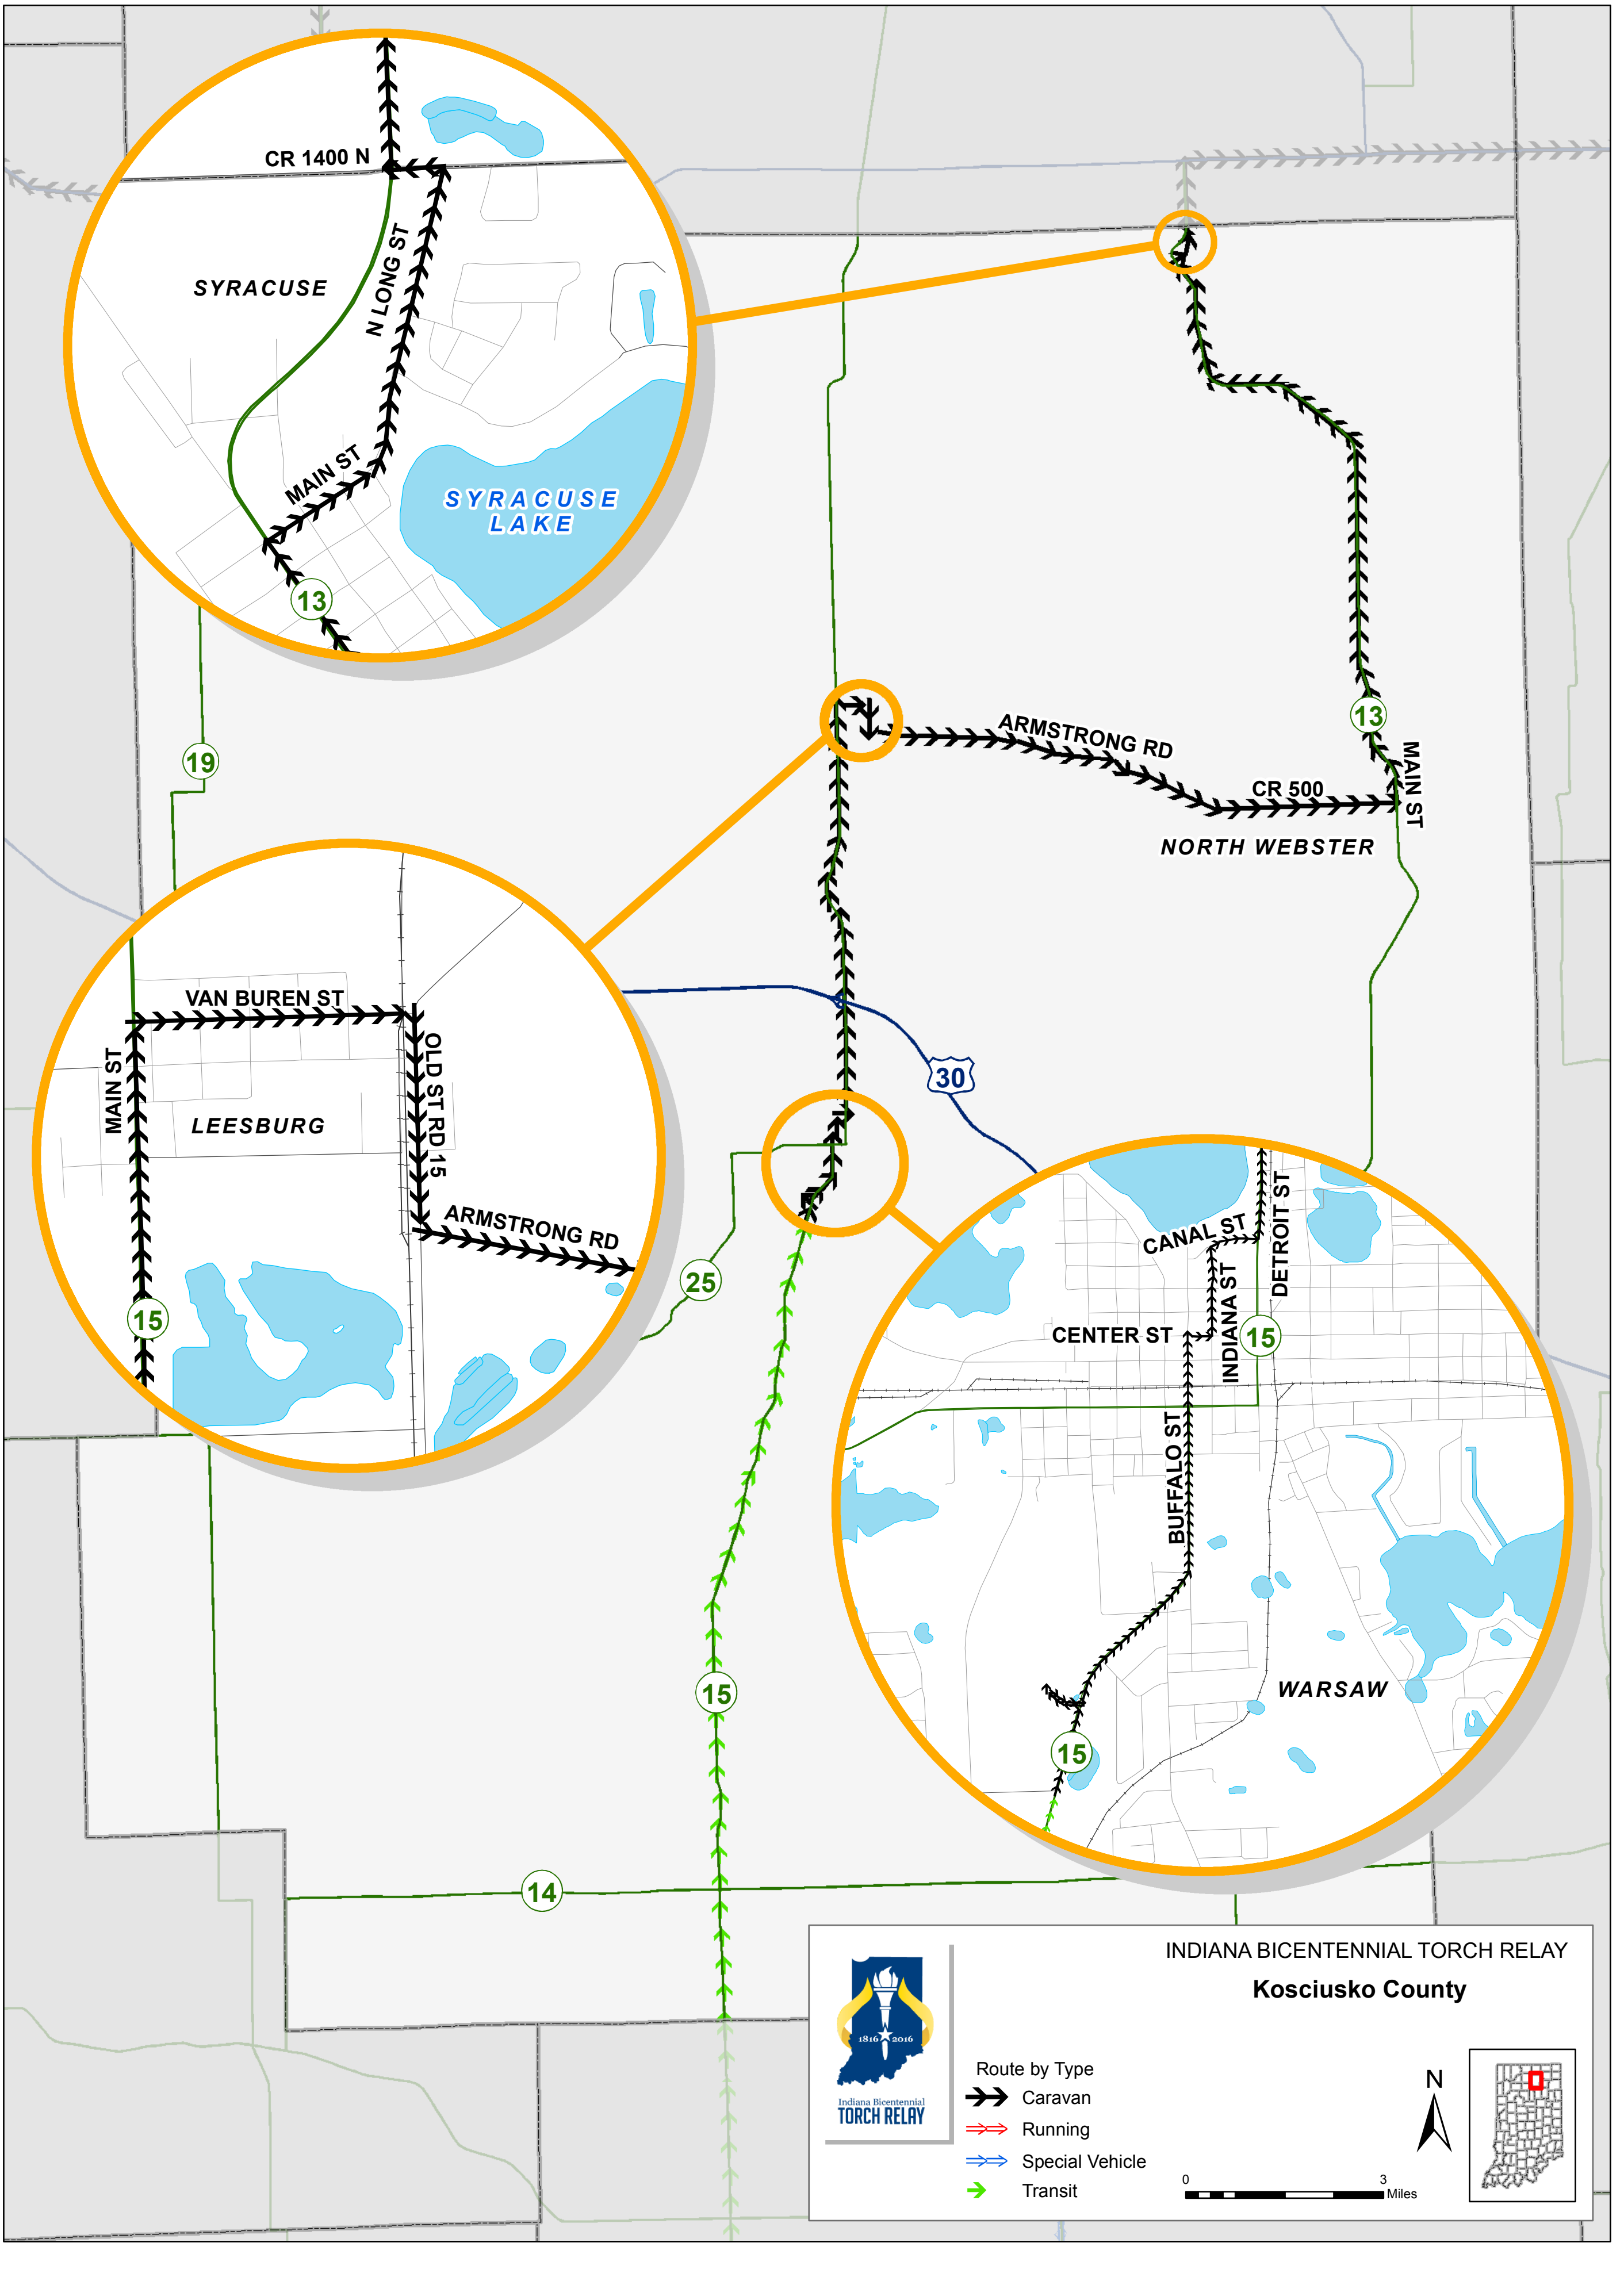 CR 1400 N
N LONG ST
SYRACUSE
MAIN ST
SYRACUSE
LAKE
13
19
13
ARMSTRONG RD
CR 500
MAIN ST
NORTH WEBSTER
VAN BUREN ST
MAIN ST
OLD ST RD 15
LEESBURG
ARMSTRONG RD
15
30
25
CANAL ST
DETROIT ST
INDIANA ST
CENTER ST
15
BUFFALO ST
WARSAW
15
15
14
INDIANA BICENTENNIAL TORCH RELAY
Kosciusko County
1816 2016
Indiana Bicentennial
TORCH RELAY
Route by Type
Caravan
Running
Special Vehicle
Transit
N
0 3
Miles